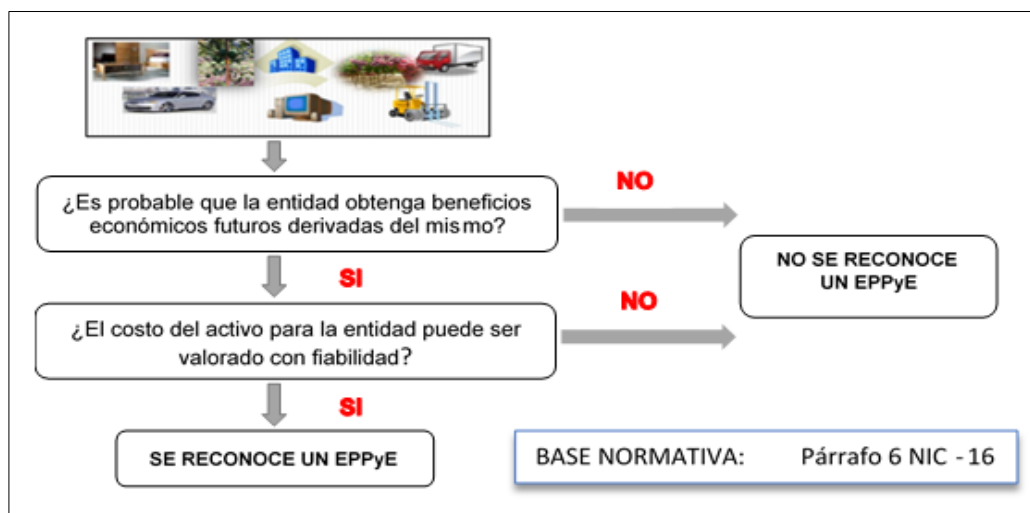 ¿Es probable que la entidad obtenga beneficios
económicos futuros derivadas del mismo?
NO
NO SE RECONOCE
UN EPPyE
SI
¿El costo del activo para la entidad puede ser
valorado con fiabilidad?
NO
SI
SE RECONOCE UN EPPyE
BASE NORMATIVA: Párrafo 6 NIC - 16